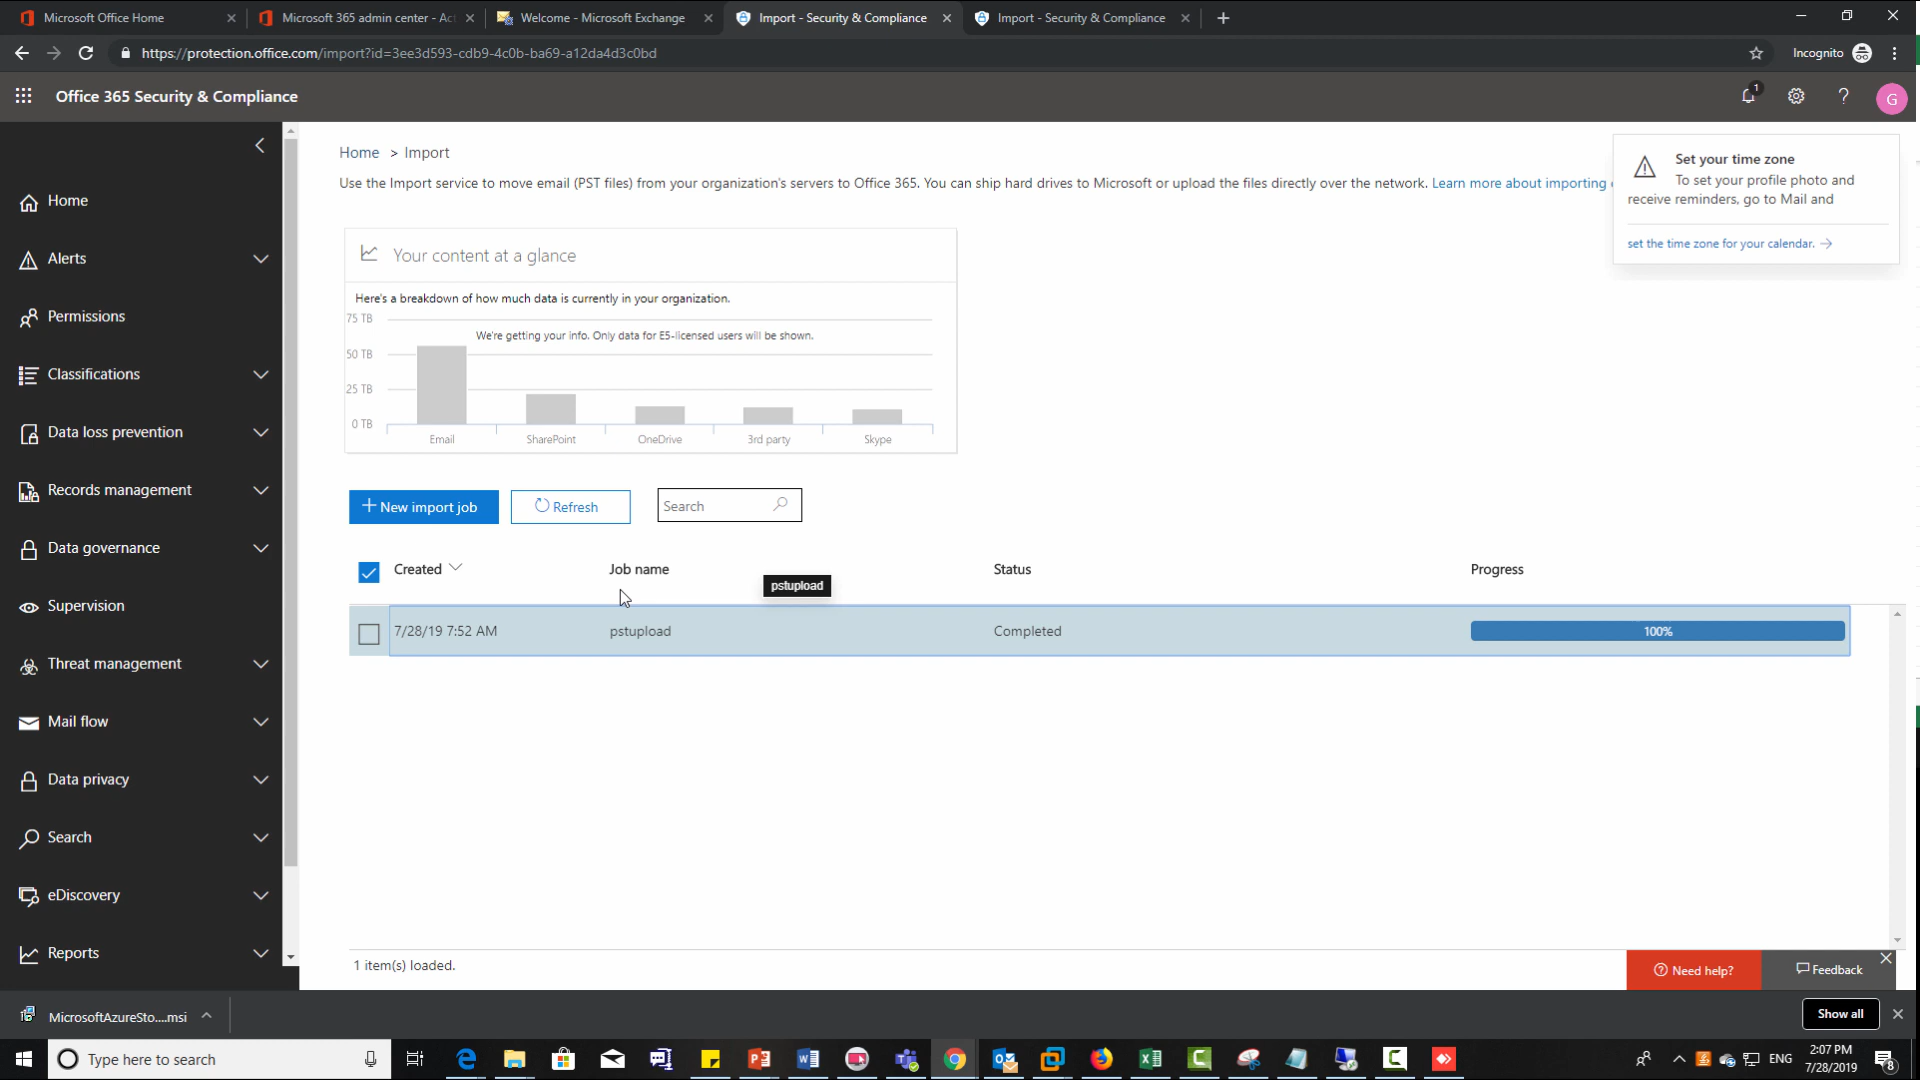 Microsoft Office Home
Microsoft 365 admin center - Ac
Welcome - Microsoft Exchange
Import - Security & Compliance
Import - Security & Compliance
https://protection.office.com/import?id=3ee3d593-cdb9-4c0b-ba69-a12da4d3c0bd
Incognito
Office 365 Security & Compliance
1
?
G
Home > Import
Use the Import service to move email (PST files) from your organization's servers to Office 365. You can ship hard drives to Microsoft or upload the files directly over the network. Learn more about importing
Set your time zone
To set your profile photo and
receive reminders, go to Mail and
set the time zone for your calendar.
Home
Alerts
Permissions
Classifications
Data loss prevention
Records management
Data governance
Supervision
Threat management
Mail flow
Data privacy
Search
eDiscovery
Reports
Your content at a glance
Here's a breakdown of how much data is currently in your organization.
75 TB
We're getting your info. Only data for E5-licensed users will be shown.
50 TB
25 TB
0 TB
Email
SharePoint
OneDrive
3rd party
Skype
+ New import job
Refresh
Search
Created
Job name
Status
Progress
pstupload
7/28/19 7:52 AM
pstupload
Completed
100%
1 item(s) loaded.
Need help?
Feedback
MicrosoftAzureSto....msi
Show all
Type here to search
ENG
2:07 PM
7/28/2019
8